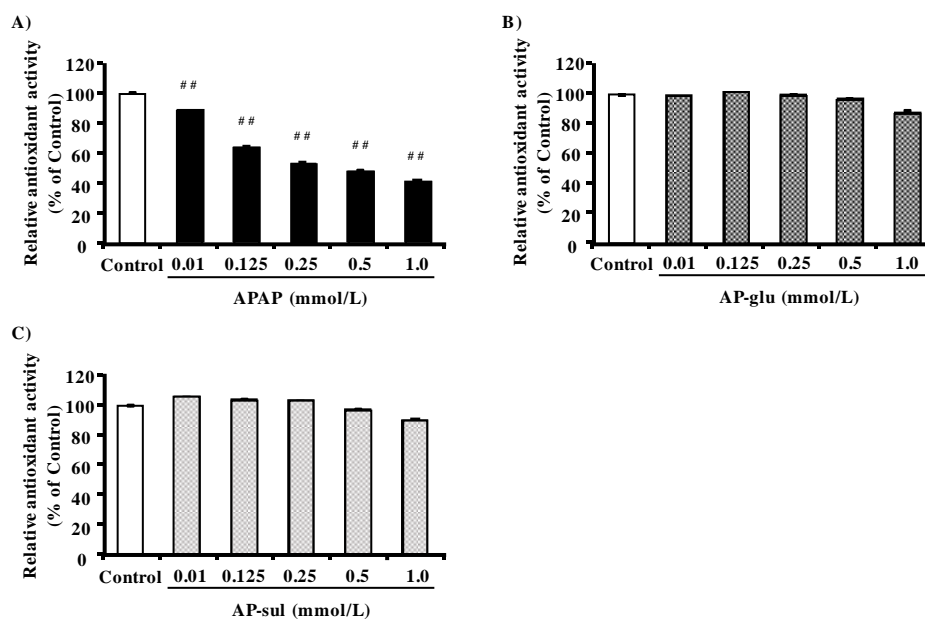 A)
Relative antioxidant activity
(% of Control)
120
100
80
60
40
20
0
# #
# #
# #
# #
# #
Control 0.01 0.125 0.25 0.5 1.0
APAP (mmol/L)
B)
Relative antioxidant activity
(% of Control)
120
100
80
60
40
20
0
Control 0.01 0.125 0.25 0.5 1.0
AP-glu (mmol/L)
C)
Relative antioxidant activity
(% of Control)
120
100
80
60
40
20
0
Control 0.01 0.125 0.25 0.5 1.0
AP-sul (mmol/L)